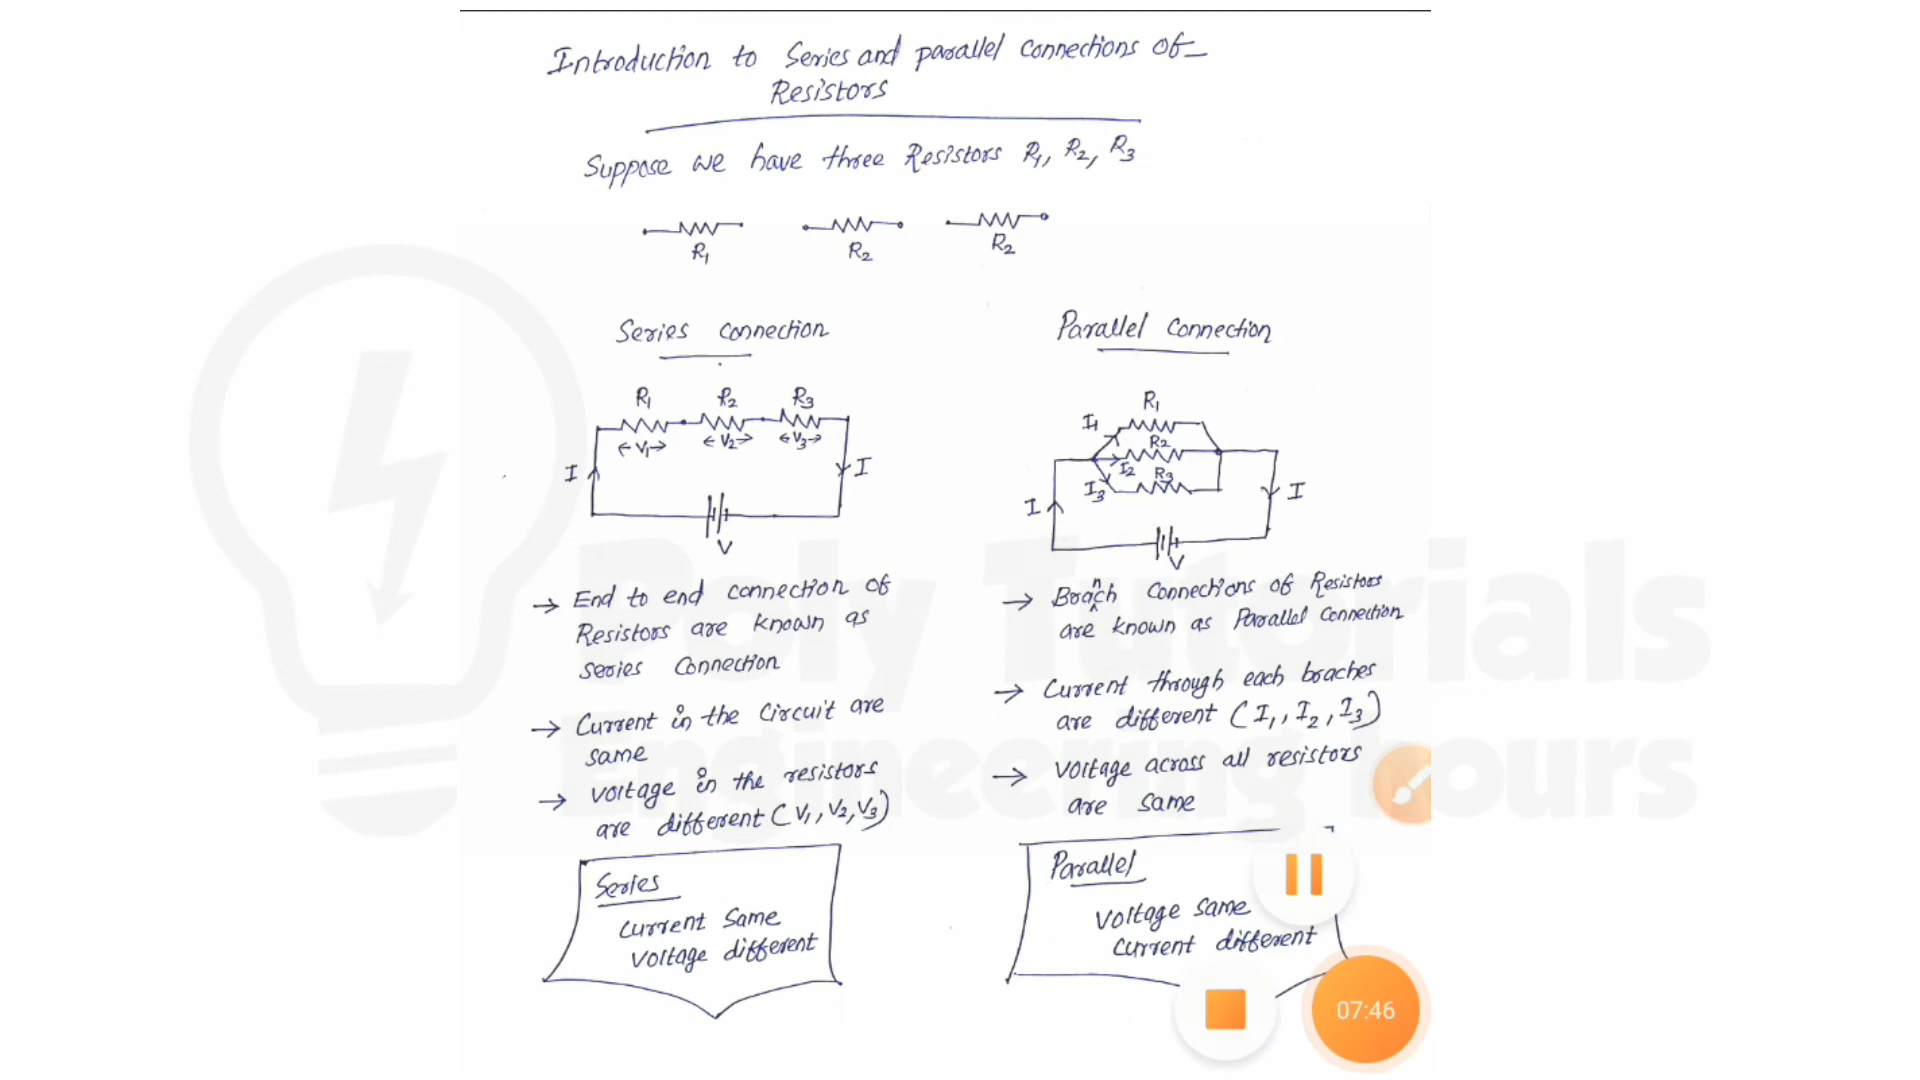 Introduction to Series and parallel connections of
Resistors
Suppose we have three Resistors R1, R2, R3
R1
R2
R2
Series connection
R1 R2 R3
V1 V2 V3
I
I
V
→ End to end connection of
Resistors are known as
series connection
→ Current in the circuit are
same
→ voltage in the resistors
are different (V1, V2, V3)
Series
Current Same
Voltage different
Parallel connection
R1
I1
R2
I2 R3
I3
I
I
V
→ Branch connections of Resistors
are known as Parallel connection
→ Current through each braches
are different (I1, I2, I3)
→ Voltage across all resistors
are same
Parallel
Voltage same
Current different
07:46
Poly Tutorials
Engineering hours